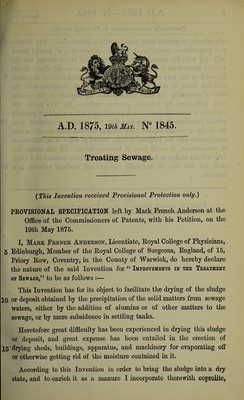 A.D. 1875, 19th MAY. Nº 1845.
Treating Sewage.
(This Invention received Provisional Protection only.)
PROVISIONAL SPECIFICATION left by Mark French Anderson at the
Office of the Commissioners of Patents, with his Petition, on the
19th May 1875.
I, MARK FRENCH ANDERSON, Licentiate, Royal College of Physicians,
5 Edinburgh, Member of the Royal College of Surgeons, England, of 15,
Priory Row, Coventry, in the County of Warwick, do hereby declare
the nature of the said Invention for "IMPROVEMENTS IN THE TREATMENT
OF SEWAGE," to be as follows:—
This Invention has for its object to facilitate the drying of the sludge
10 or deposit obtained by the precipitation of the solid matters from sewage
waters, either by the addition of alumina or of other matters to the
sewage, or by mere subsidence in settling tanks.
Heretofore great difficulty has been experienced in drying this sludge
or deposit, and great expense has been entailed in the erection of
15 drying sheds, buildings, apparatus, and machinery for evaporating off
or otherwise getting rid of the moisture contained in it.
According to this Invention in order to bring the sludge into a dry
state, and to enrich it as a manure I incorporate therewith coprolite,